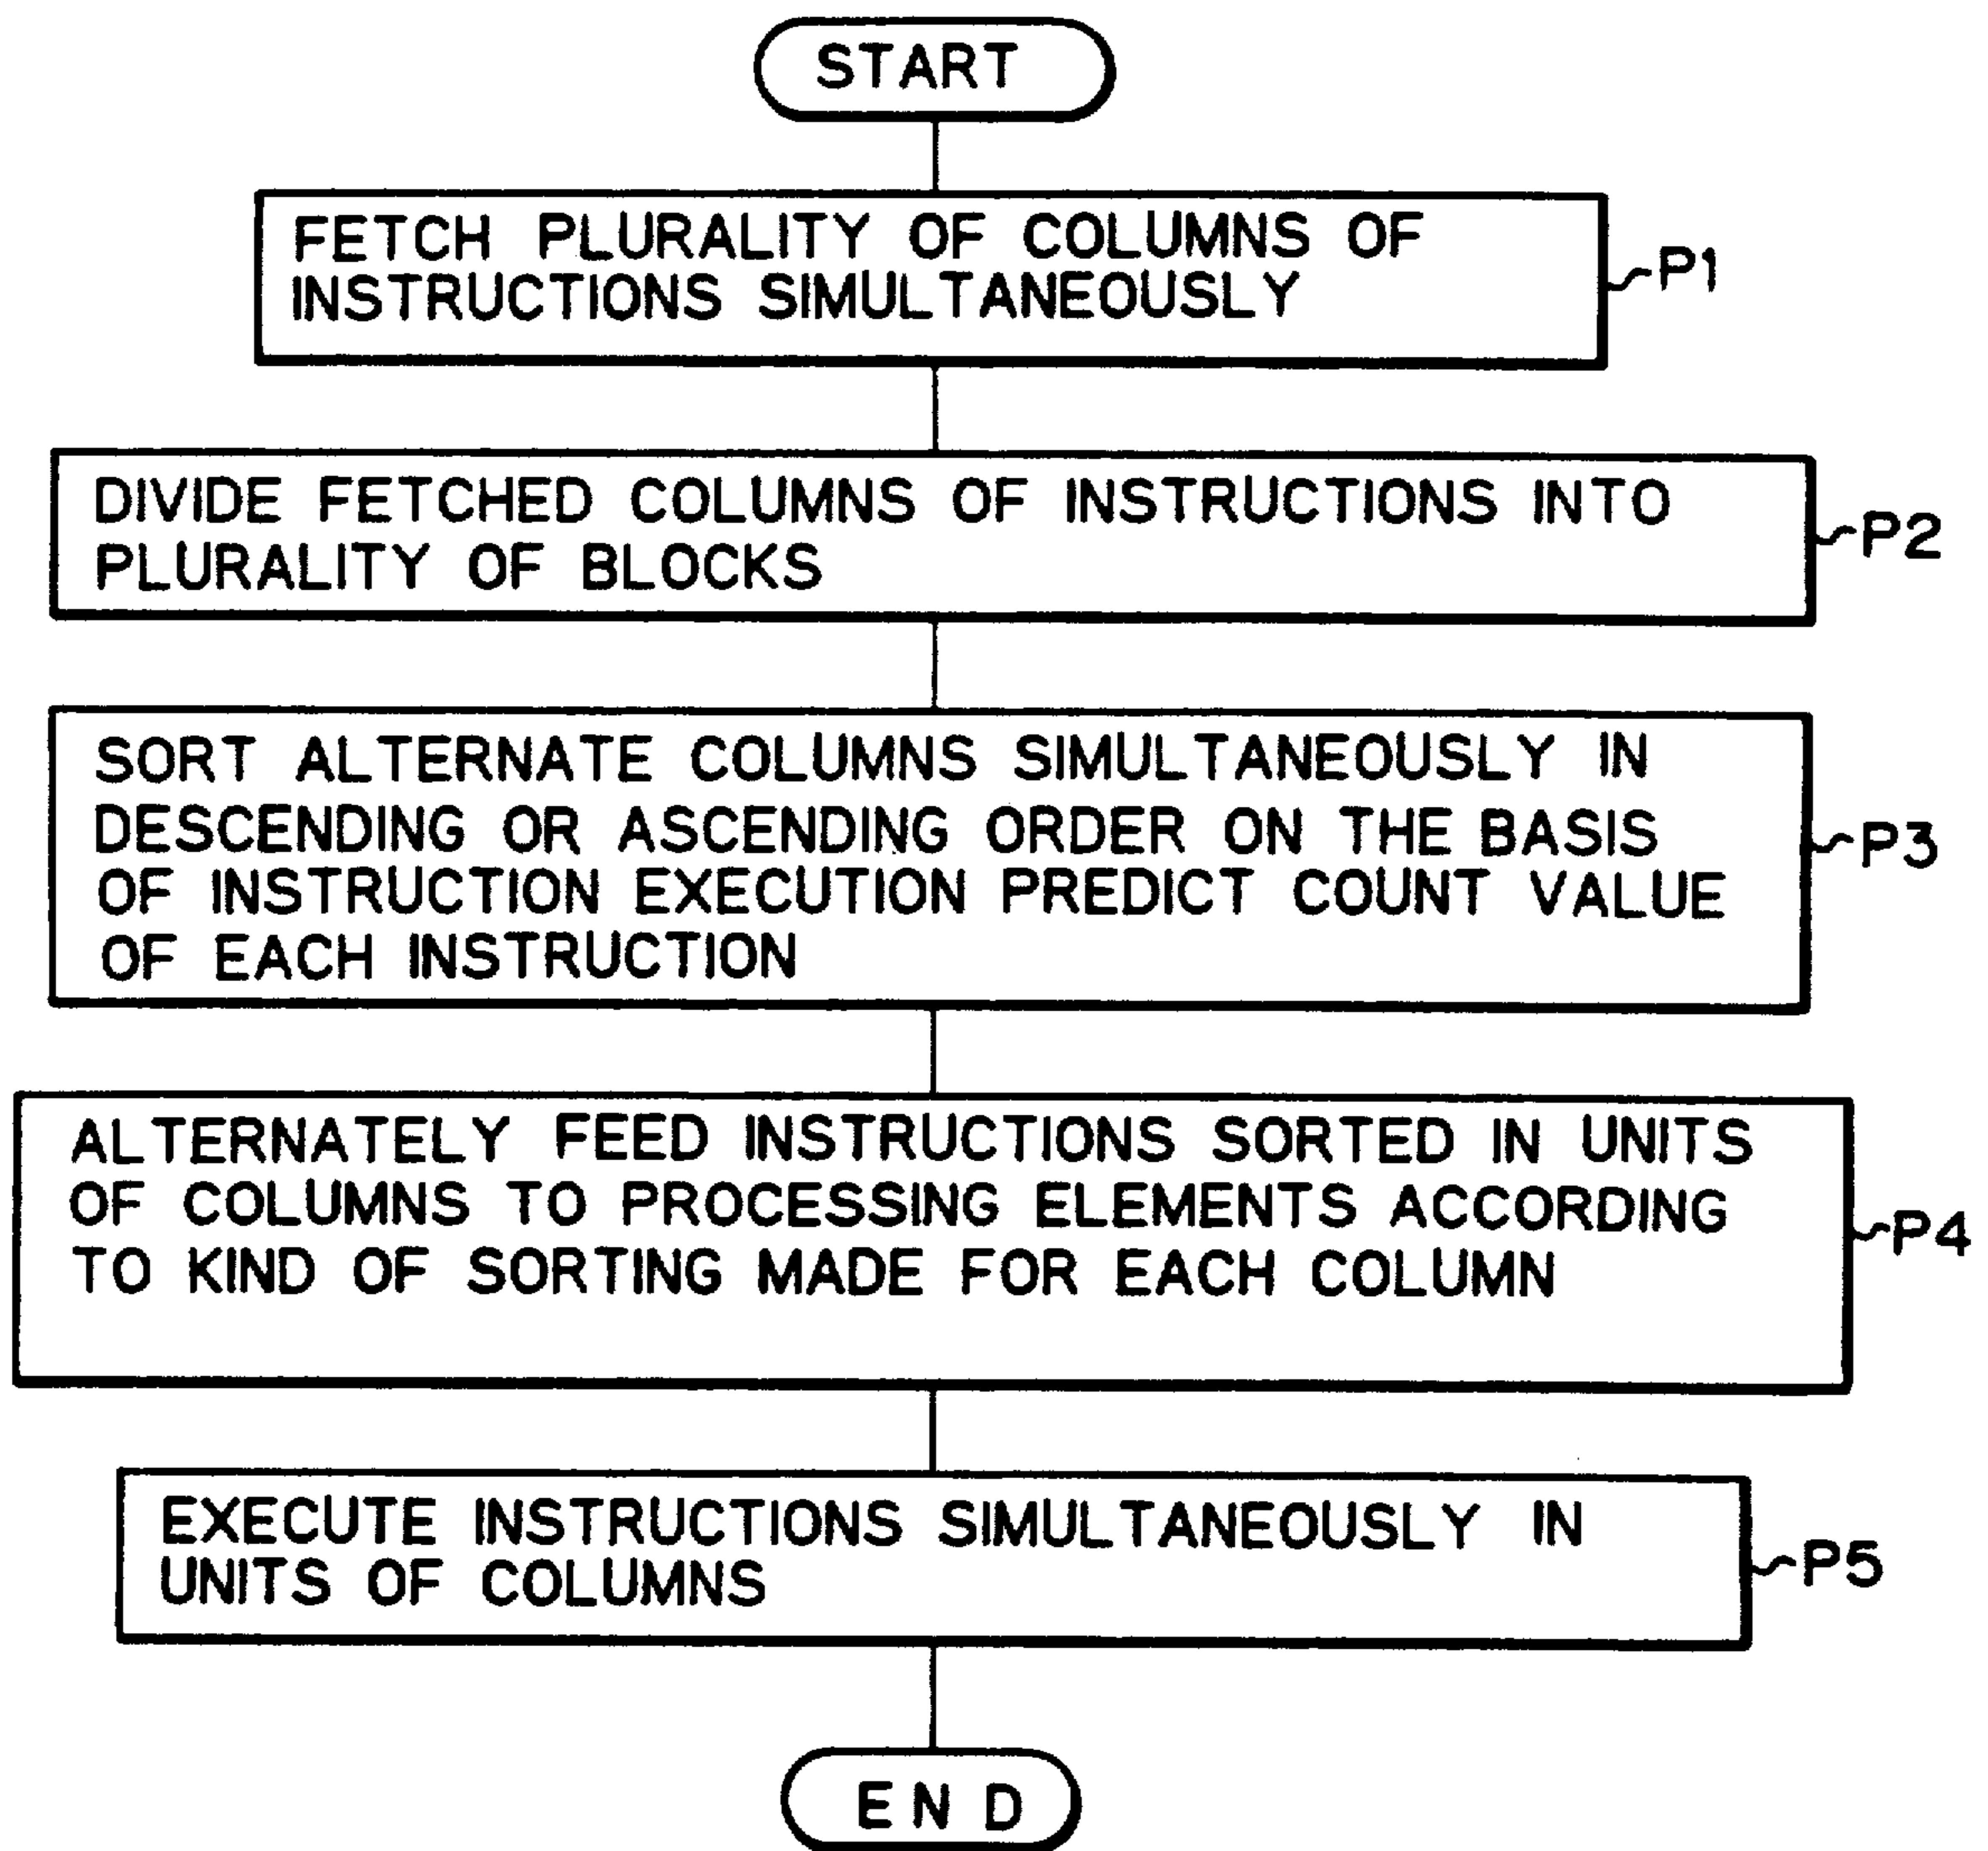 START
FETCH PLURALITY OF COLUMNS OF
INSTRUCTIONS SIMULTANEOUSLY
P1
DIVIDE FETCHED COLUMNS OF INSTRUCTIONS INTO
PLURALITY OF BLOCKS
P2
SORT ALTERNATE COLUMNS SIMULTANEOUSLY IN
DESCENDING OR ASCENDING ORDER ON THE BASIS
OF INSTRUCTION EXECUTION PREDICT COUNT VALUE
OF EACH INSTRUCTION
P3
ALTERNATELY FEED INSTRUCTIONS SORTED IN UNITS
OF COLUMNS TO PROCESSING ELEMENTS ACCORDING
TO KIND OF SORTING MADE FOR EACH COLUMN
P4
EXECUTE INSTRUCTIONS SIMULTANEOUSLY IN
UNITS OF COLUMNS
P5
END